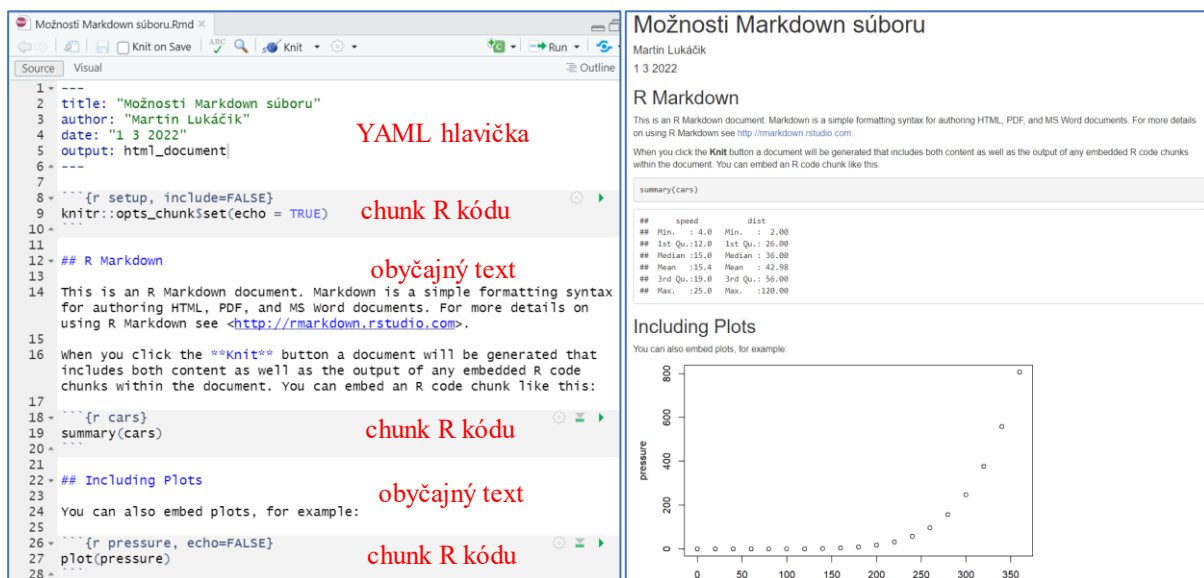 Možnosti Markdown súboru.Rmd
Knit on Save
ABC
Knit
Run
Source
Visual
Outline
1 ---
2 title: "Možnosti Markdown súboru"
3 author: "Martin Lukáčik"
4 date: "1 3 2022"
5 output: html_document
6 ---
YAML hlavička
7
8 ```{r setup, include=FALSE}
9 knitr::opts_chunk$set(echo = TRUE)
10 ```
chunk R kódu
11
12 ## R Markdown
obyčajný text
13
14 This is an R Markdown document. Markdown is a simple formatting syntax
for authoring HTML, PDF, and MS Word documents. For more details on
using R Markdown see <http://rmarkdown.rstudio.com>.
15
16 When you click the **Knit** button a document will be generated that
includes both content as well as the output of any embedded R code
chunks within the document. You can embed an R code chunk like this:
17
18 ```{r cars}
19 summary(cars)
20 ```
chunk R kódu
21
22 ## Including Plots
obyčajný text
23
24 You can also embed plots, for example:
25
26 ```{r pressure, echo=FALSE}
27 plot(pressure)
28
chunk R kódu
Možnosti Markdown súboru
Martin Lukáčik
1 3 2022
R Markdown
This is an R Markdown document. Markdown is a simple formatting syntax for authoring HTML, PDF, and MS Word documents. For more details
on using R Markdown see http://rmarkdown.rstudio.com.
When you click the Knit button a document will be generated that includes both content as well as the output of any embedded R code chunks
within the document. You can embed an R code chunk like this:
summary(cars)
## speed dist
## Min. : 4.0 Min. : 2.00
## 1st Qu.:12.0 1st Qu.: 26.00
## Median :15.0 Median : 36.00
## Mean :15.4 Mean : 42.98
## 3rd Qu.:19.0 3rd Qu.: 56.00
## Max. :25.0 Max. :120.00
Including Plots
You can also embed plots, for example:
800
600
400
200
0
pressure
0 50 100 150 200 250 300 350